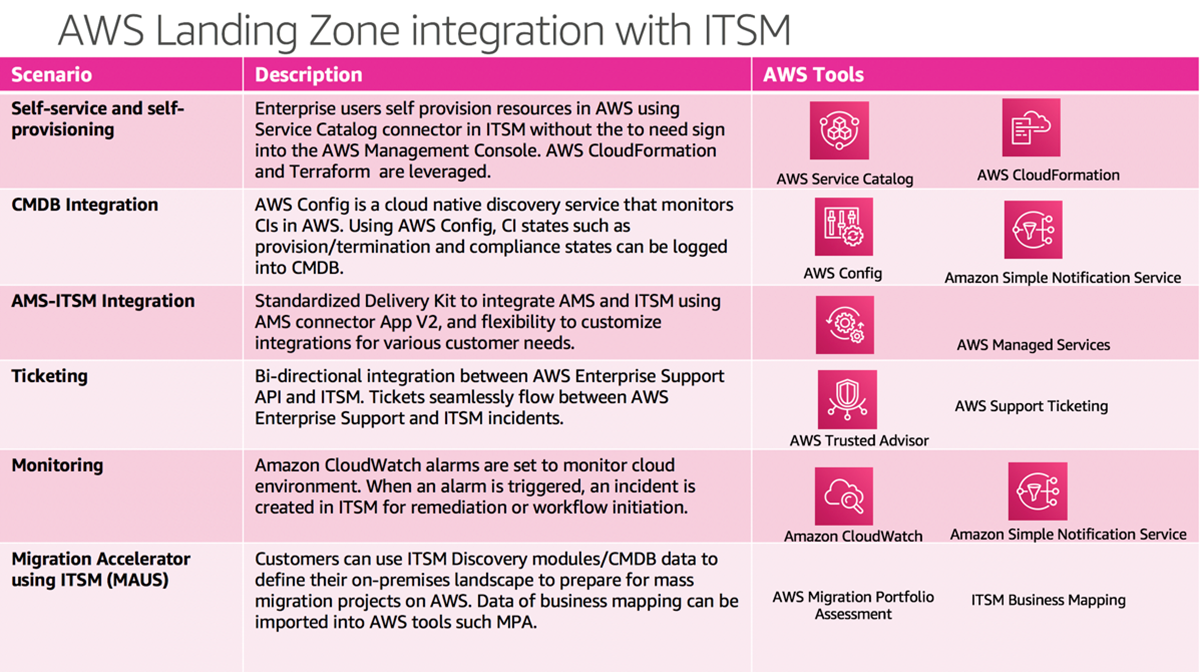 AWS Landing Zone integration with ITSM
Scenario
Description
AWS Tools
Self-service and self-
provisioning
Enterprise users self provision resources in AWS using
Service Catalog connector in ITSM without the to need sign
into the AWS Management Console. AWS CloudFormation
and Terraform are leveraged.
AWS Service Catalog
AWS CloudFormation
CMDB Integration
AWS Config is a cloud native discovery service that monitors
CIs in AWS. Using AWS Config, CI states such as
provision/termination and compliance states can be logged
into CMDB.
AWS Config
Amazon Simple Notification Service
AMS-ITSM Integration
Standardized Delivery Kit to integrate AMS and ITSM using
AMS connector App V2, and flexibility to customize
integrations for various customer needs.
AWS Managed Services
Ticketing
Bi-directional integration between AWS Enterprise Support
API and ITSM. Tickets seamlessly flow between AWS
Enterprise Support and ITSM incidents.
AWS Trusted Advisor
AWS Support Ticketing
Monitoring
Amazon CloudWatch alarms are set to monitor cloud
environment. When an alarm is triggered, an incident is
created in ITSM for remediation or workflow initiation.
Amazon CloudWatch
Amazon Simple Notification Service
Migration Accelerator
using ITSM (MAUS)
Customers can use ITSM Discovery modules/CMDB data to
define their on-premises landscape to prepare for mass
migration projects on AWS. Data of business mapping can be
imported into AWS tools such MPA.
AWS Migration Portfolio
Assessment
ITSM Business Mapping